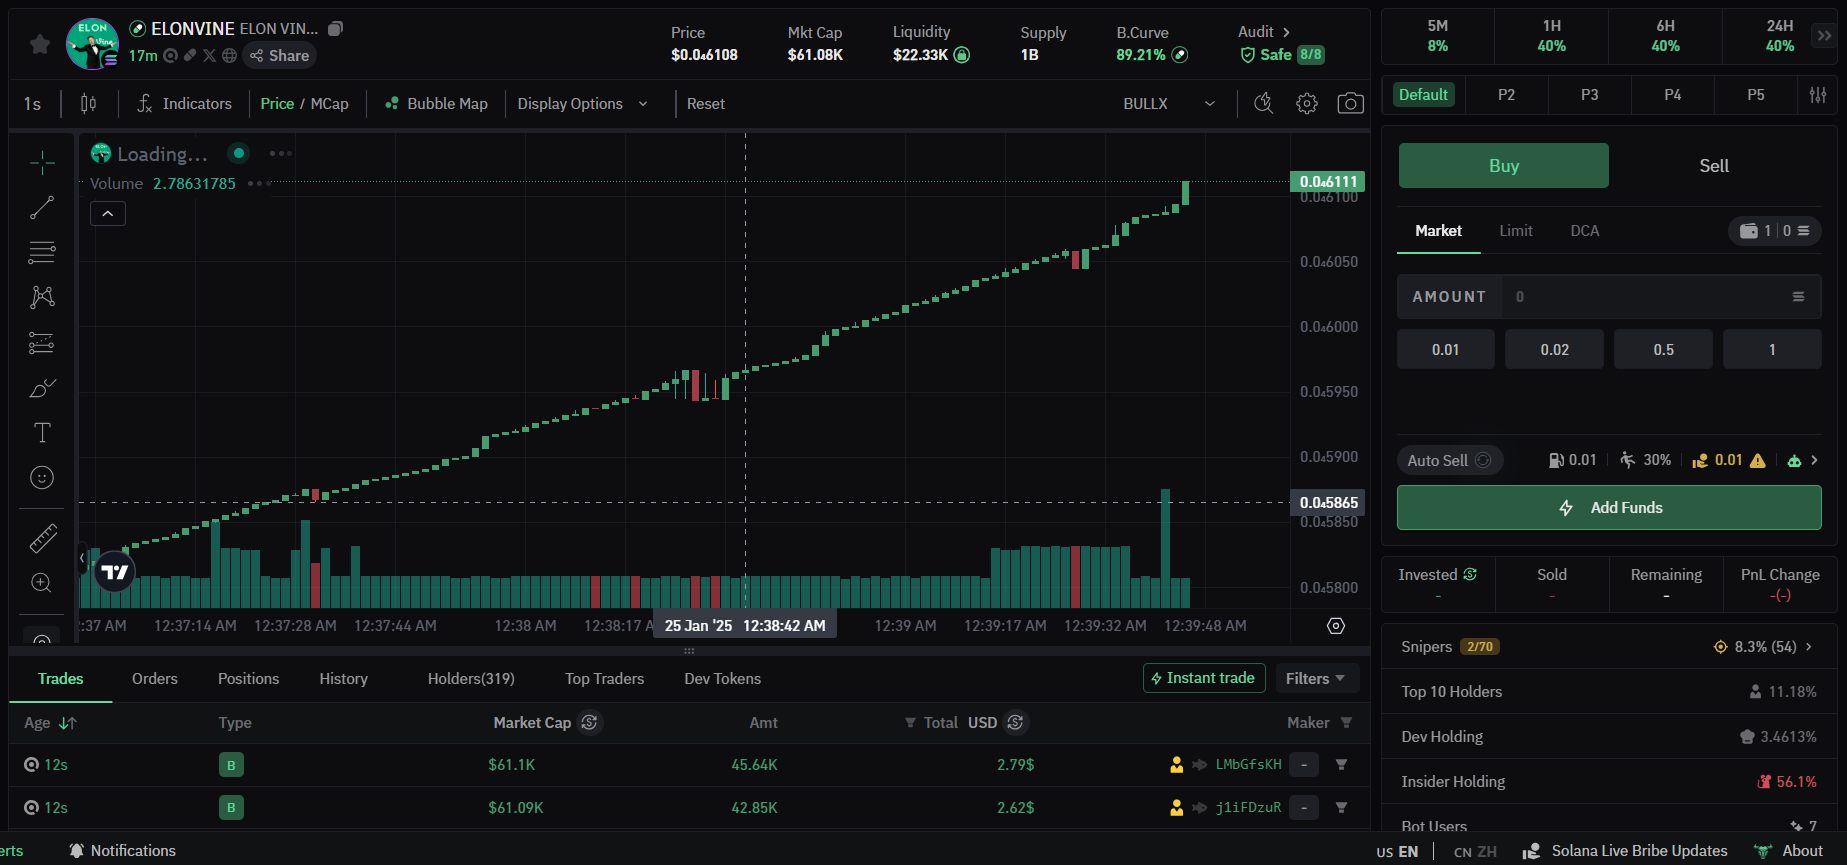 ELONVINE ELON VIN...
17m Share
Price
$0.0₄6108
Mkt Cap
$61.08K
Liquidity
$22.33K
Supply
1B
B.Curve
89.21%
Audit
Safe 8/8
5M
8%
1H
40%
6H
40%
24H
40%
1s Indicators Price / MCap Bubble Map Display Options Reset BULLX
Default P2 P3 P4 P5
Loading...
Volume 2.78631785
0.0₄6111
0.0₄6100
0.0₄6050
0.0₄6000
0.0₄5950
0.0₄5900
0.0₄5865
0.0₄5850
0.0₄5800
:37 AM 12:37:14 AM 12:37:28 AM 12:37:44 AM 12:38 AM 12:38:17 A 25 Jan '25 12:38:42 AM 12:39 AM 12:39:17 AM 12:39:32 AM 12:39:48 AM
Buy Sell
Market Limit DCA 1 | 0
AMOUNT 0
0.01 0.02 0.5 1
Auto Sell 0.01 30% 0.01
Add Funds
Invested
-
Sold
-
Remaining
-
PnL Change
-(-)
Snipers 2/70 8.3% (54)
Top 10 Holders 11.18%
Dev Holding 3.4613%
Insider Holding 56.1%
Bot Users 7
Trades Orders Positions History Holders(319) Top Traders Dev Tokens Instant trade Filters
Age Type Market Cap Amt Total USD Maker
12s B $61.1K 45.64K 2.79$ LMbGfsKH -
12s B $61.09K 42.85K 2.62$ j1iFDzuR -
erts Notifications US EN CN ZH Solana Live Bribe Updates About